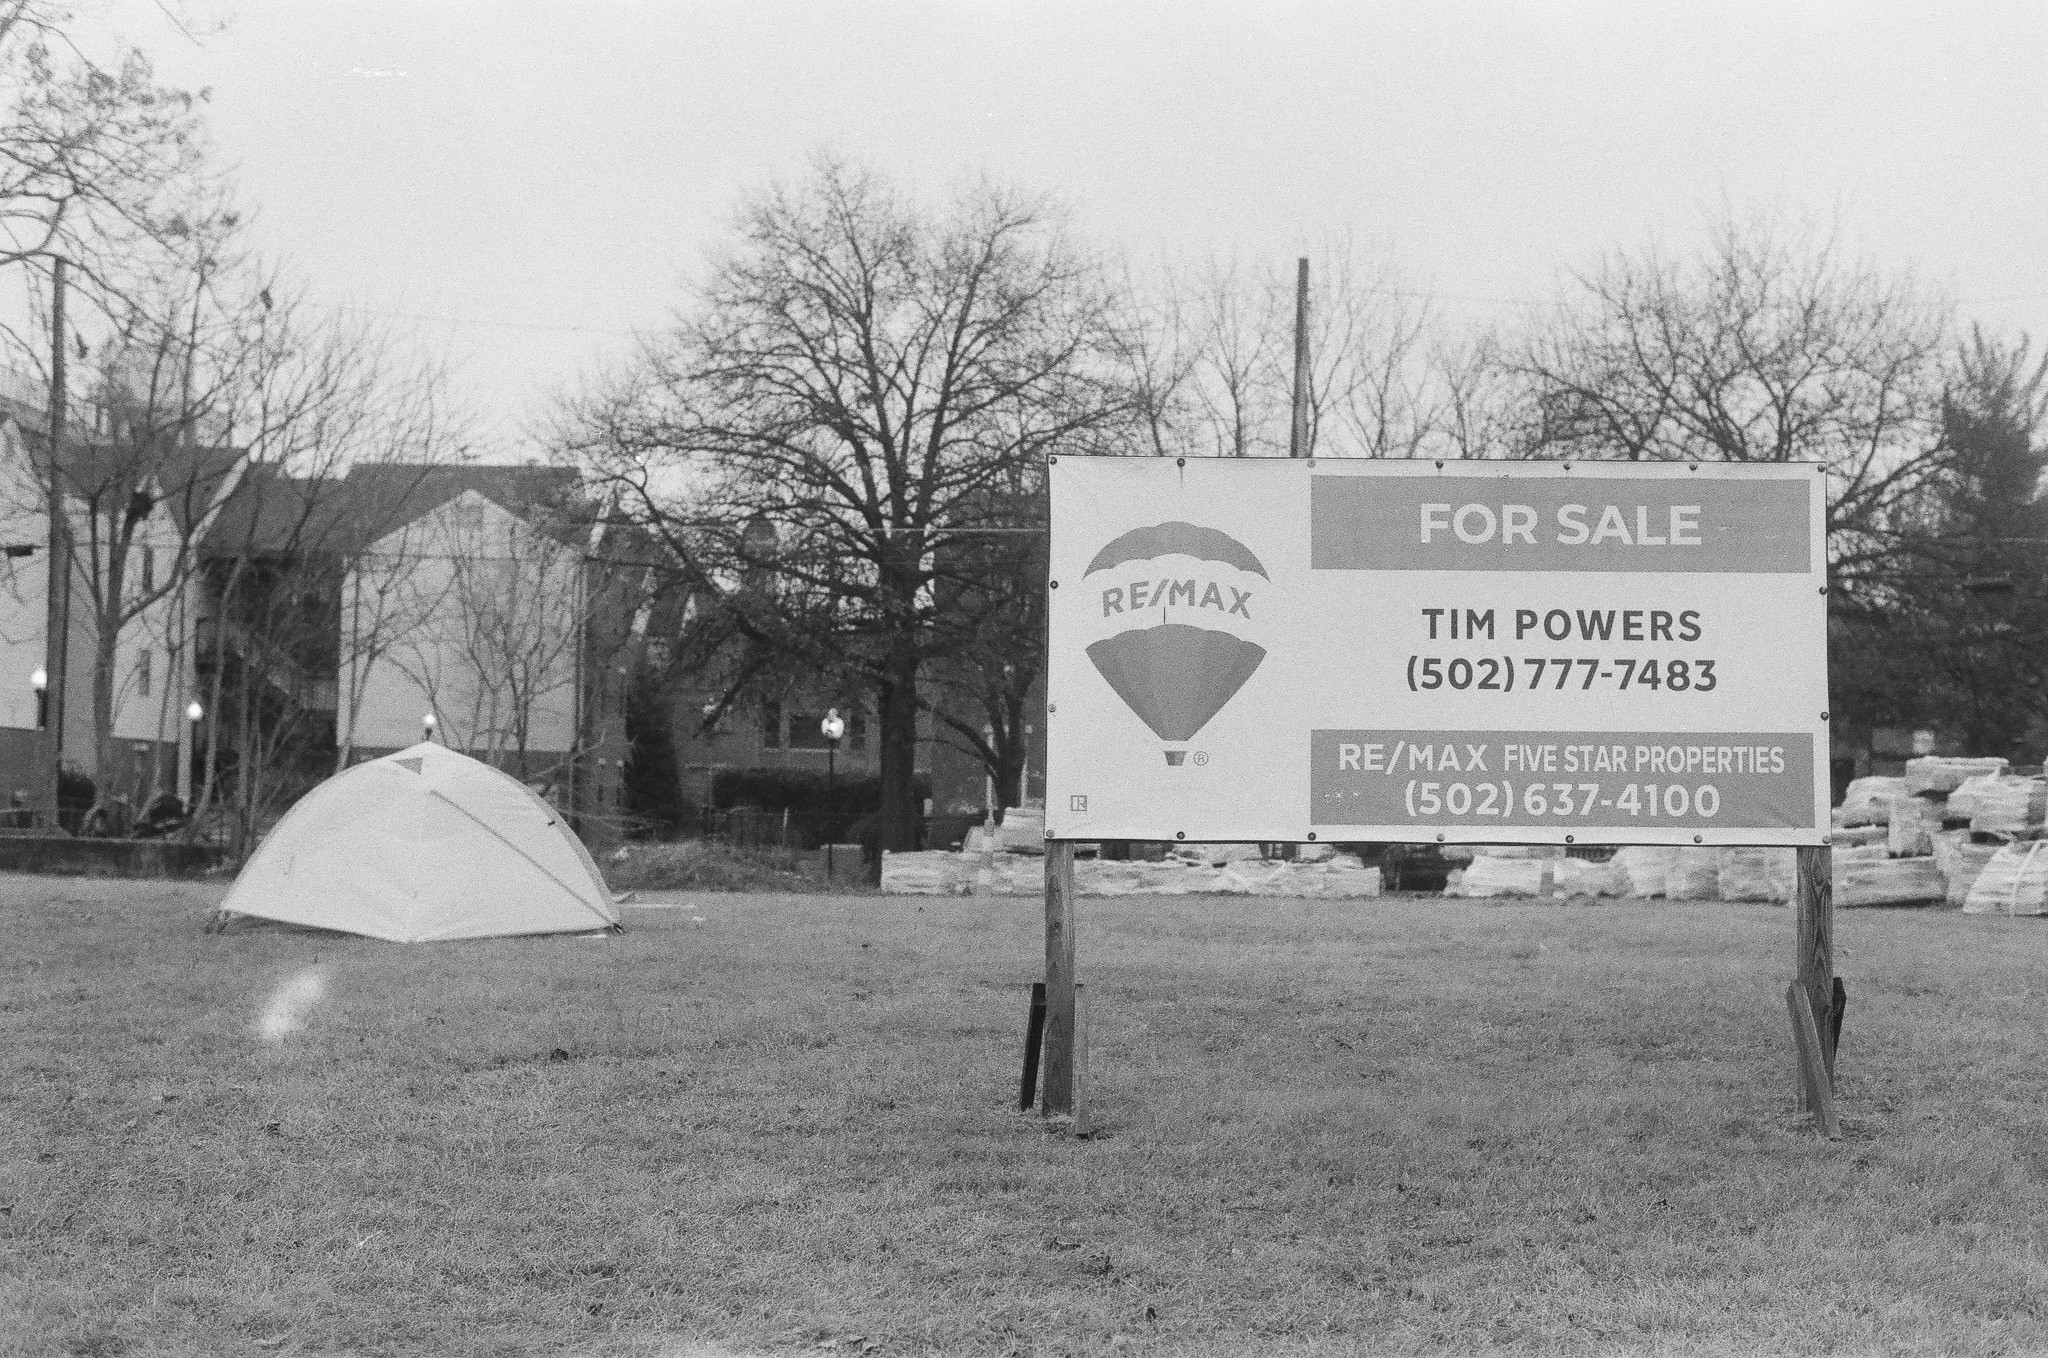 RE/MAX
®
R
FOR SALE
TIM POWERS
(502) 777-7483
RE/MAX FIVE STAR PROPERTIES
(502) 637-4100